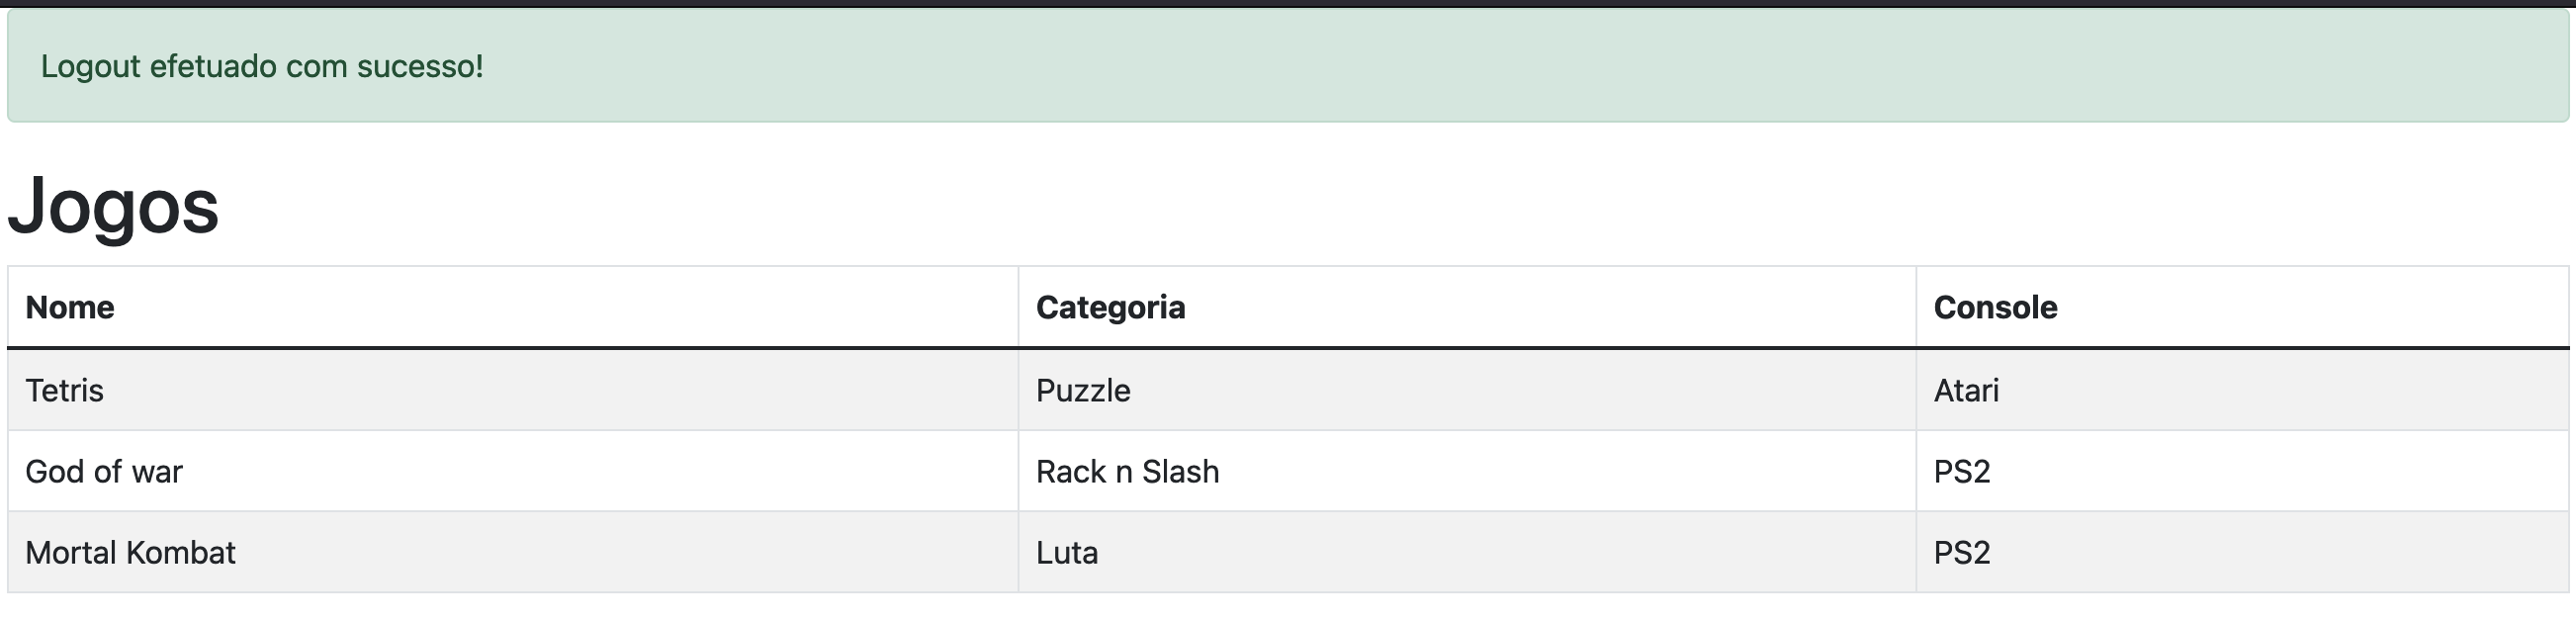 Logout efetuado com sucesso!
Jogos
Nome Categoria Console
Tetris Puzzle Atari
God of war Rack n Slash PS2
Mortal Kombat Luta PS2